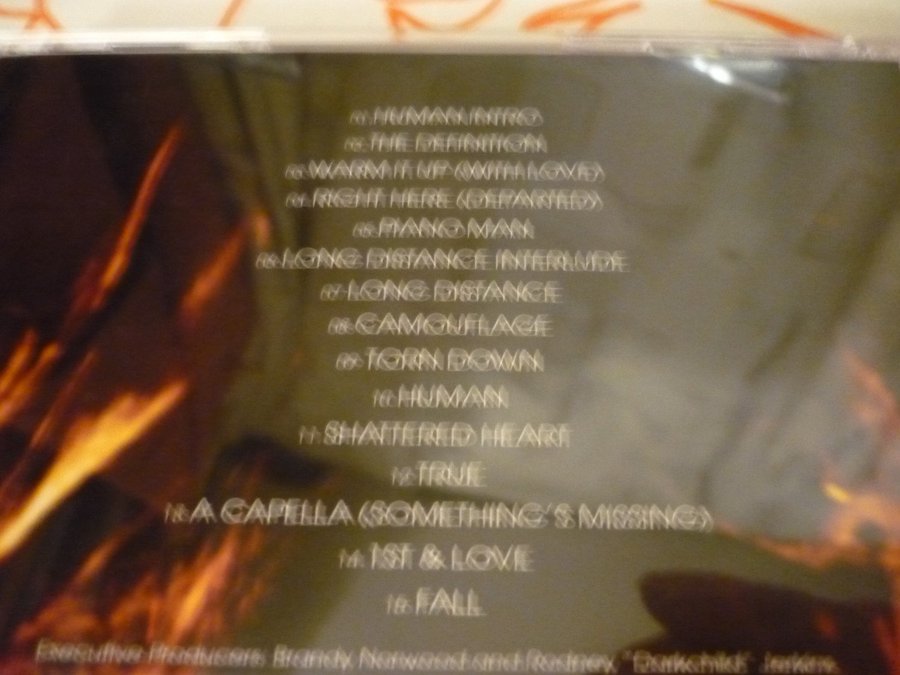 01. HUMAN INTRO
02. THE DEFINITION
03. WARM IT UP (WITH LOVE)
04. RIGHT HERE (DEPARTED)
05. PIANO MAN
06. LONG DISTANCE INTERLUDE
07. LONG DISTANCE
08. CAMOUFLAGE
09. TORN DOWN
10. HUMAN
11. SHATTERED HEART
12. TRUE
13. A CAPELLA (SOMETHING'S MISSING)
14. 1ST & LOVE
15. FALL
Executive Producers: Brandy Norwood and Rodney "Darkchild" Jerkins